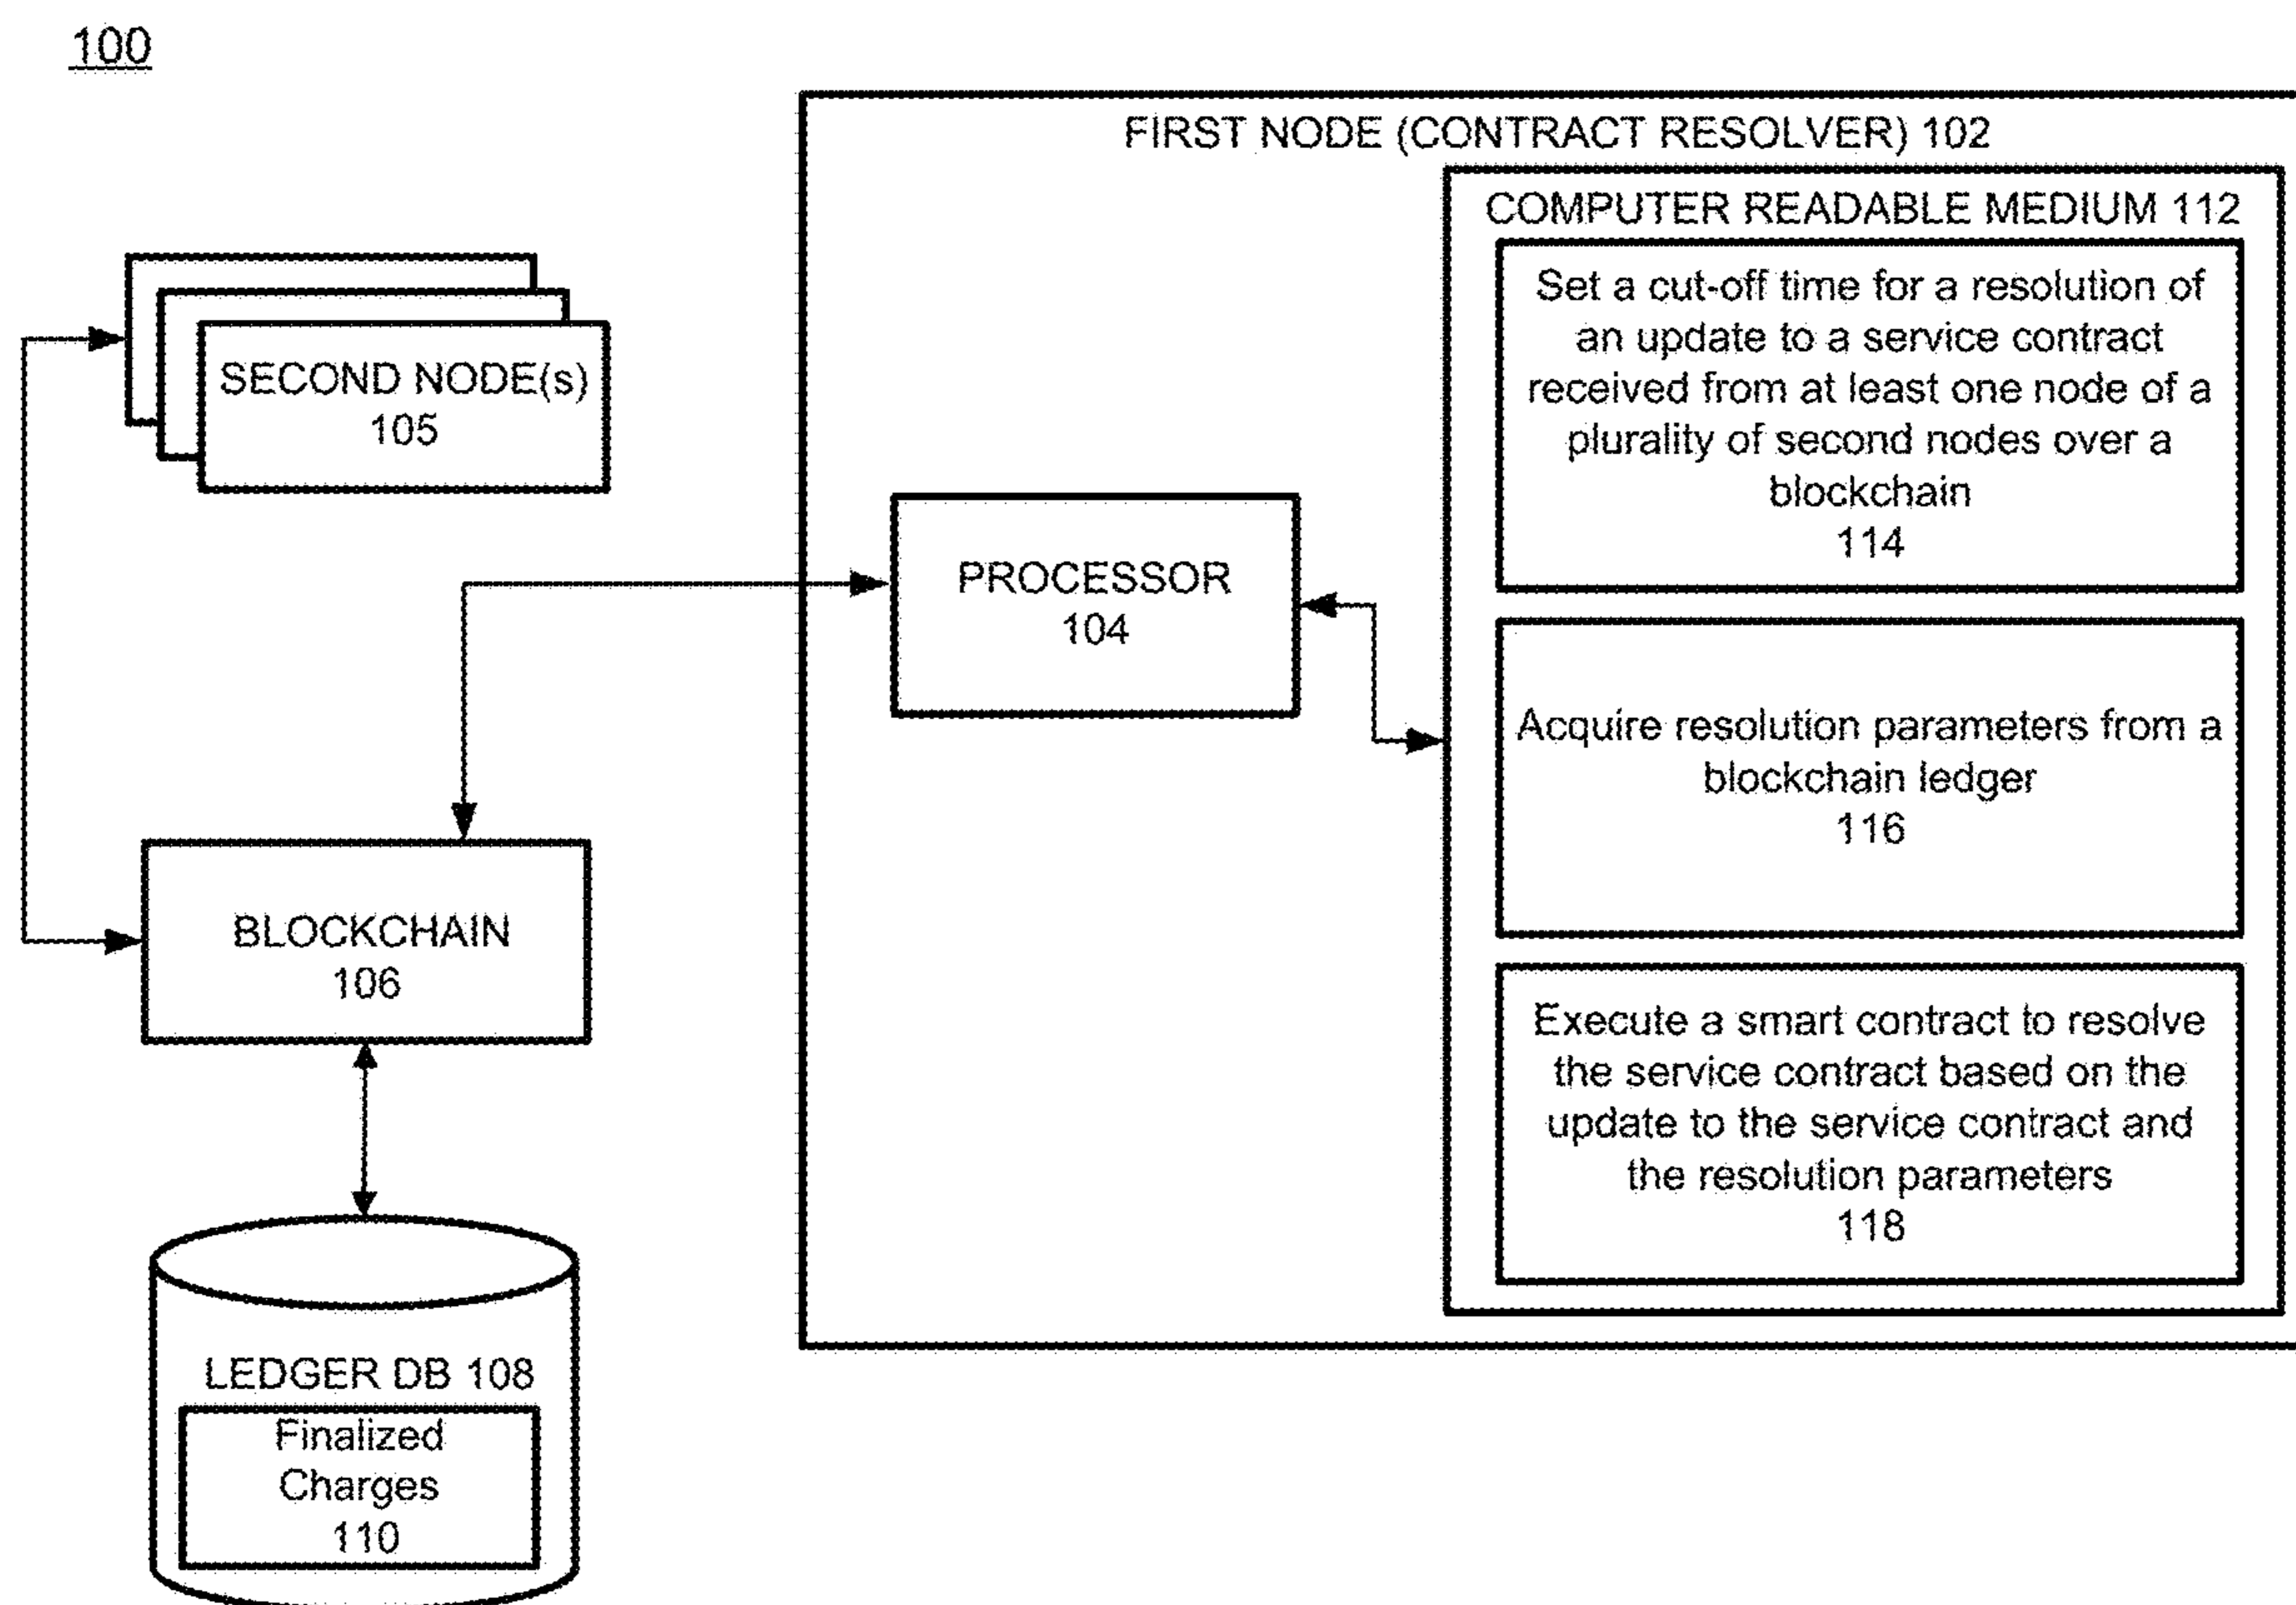 100
FIRST NODE (CONTRACT RESOLVER) 102
COMPUTER READABLE MEDIUM 112
Set a cut-off time for a resolution of
an update to a service contract
received from at least one node of a
plurality of second nodes over a
blockchain
114
SECOND NODE(s)
105
PROCESSOR
104
Acquire resolution parameters from a
blockchain ledger
116
BLOCKCHAIN
106
Execute a smart contract to resolve
the service contract based on the
update to the service contract and
the resolution parameters
118
LEDGER DB 108
Finalized
Charges
110